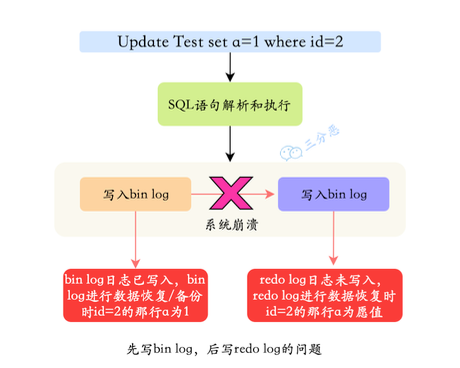 Update Test set a=1 where id=2
SQL语句解析和执行
三分恶
写入bin log
写入bin log
系统崩溃
bin log日志已写入，bin
log进行数据恢复/备份
时id=2的那行a为1
redo log日志未写入，
redo log进行数据恢复时
id=2的那行a为愿值
先写bin log，后写redo log的问题